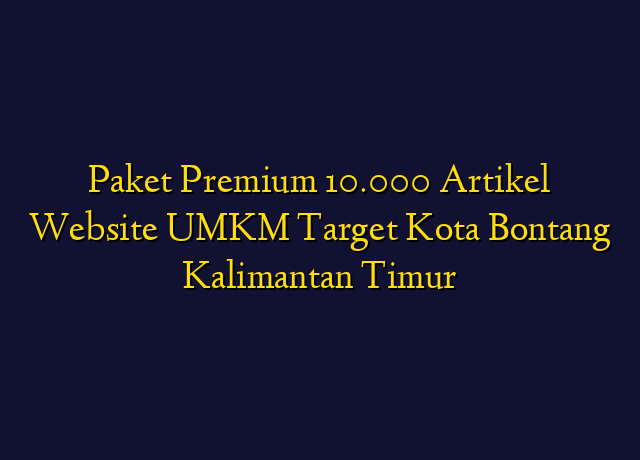 Paket Premium 10.000 Artikel
Website UMKM Target Kota Bontang
Kalimantan Timur